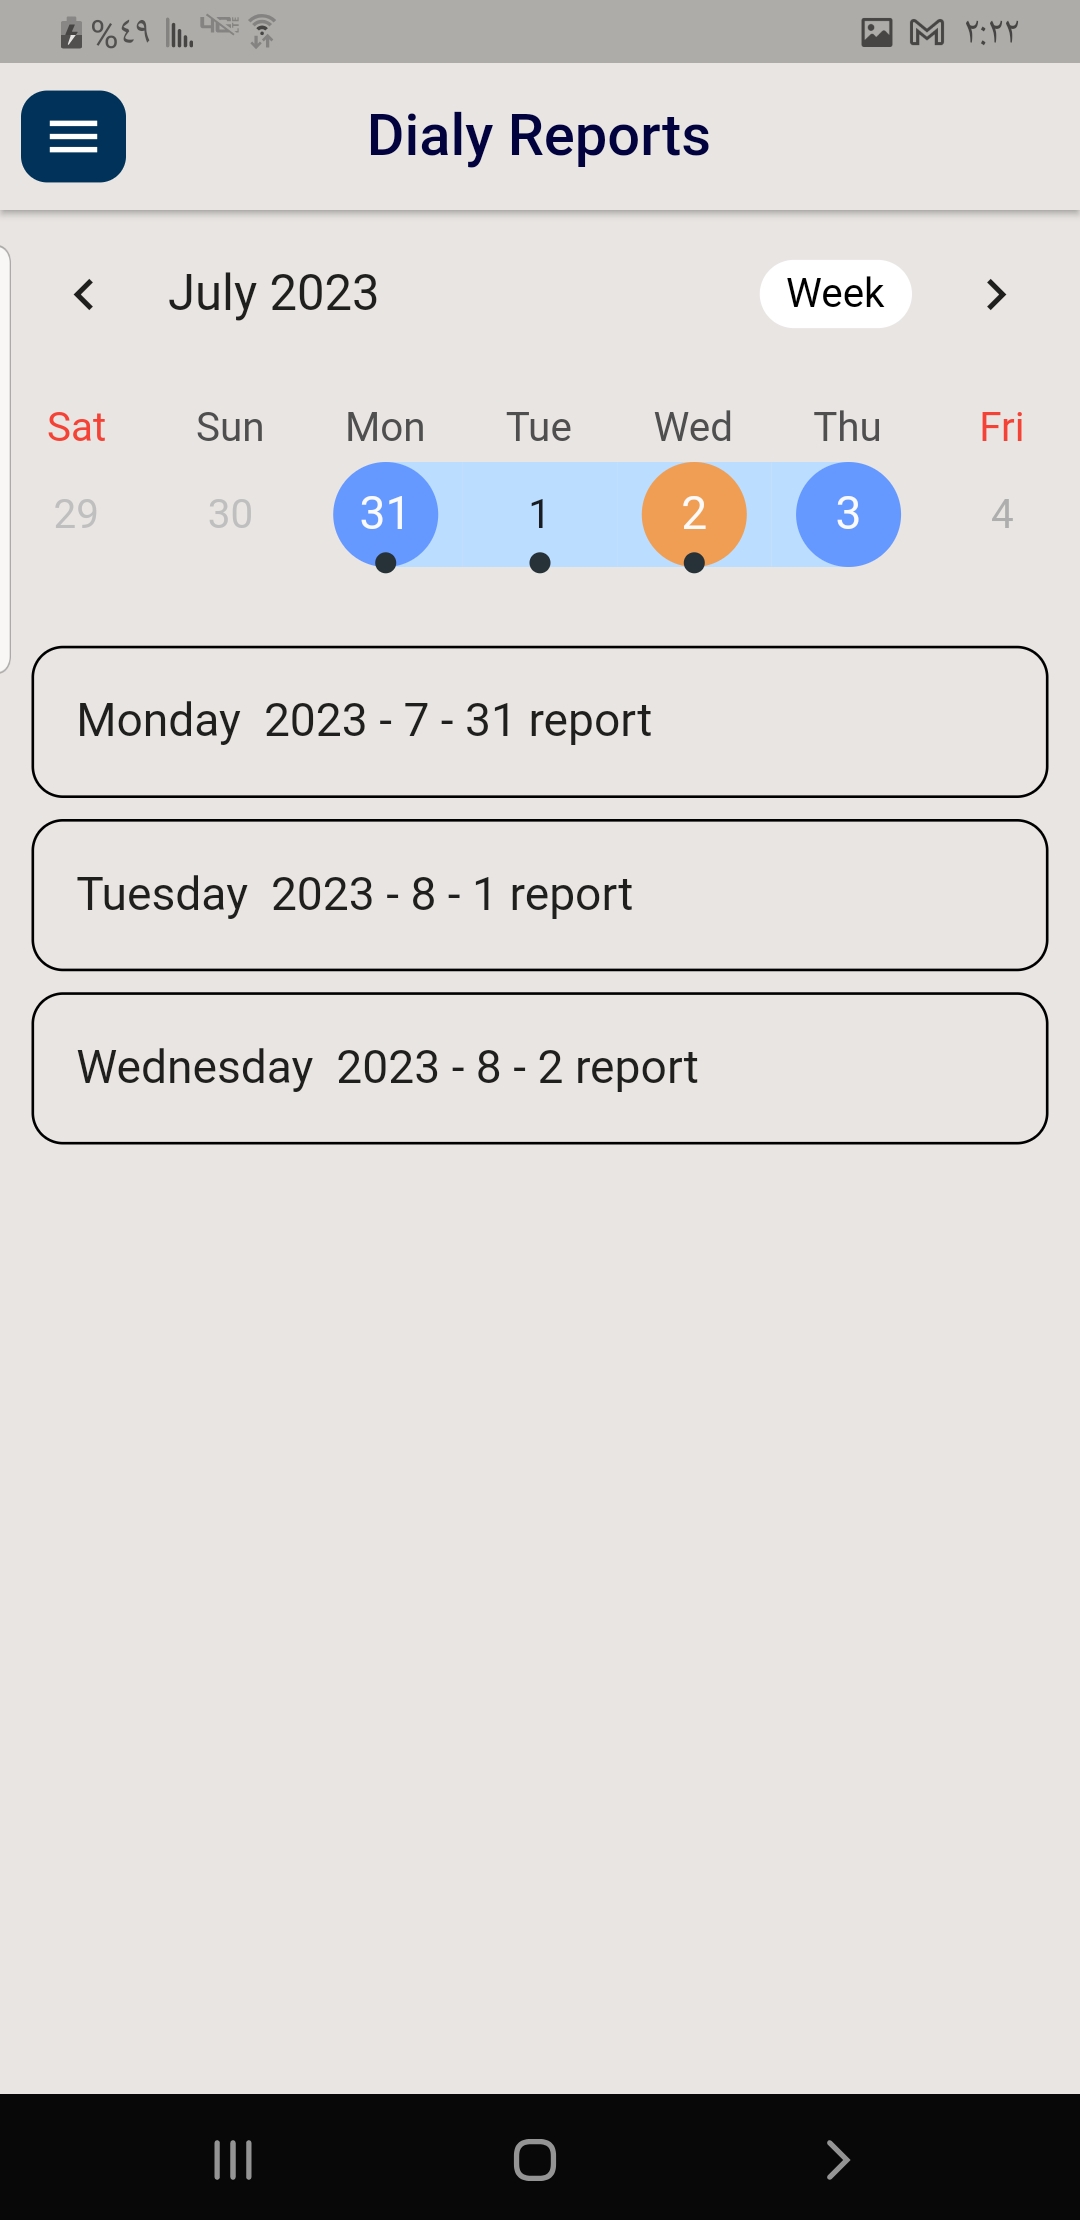 %٤٩ ٢:٢٢
Dialy Reports
July 2023 Week
Sat Sun Mon Tue Wed Thu Fri
29 30 31 1 2 3 4
Monday 2023 - 7 - 31 report
Tuesday 2023 - 8 - 1 report
Wednesday 2023 - 8 - 2 report